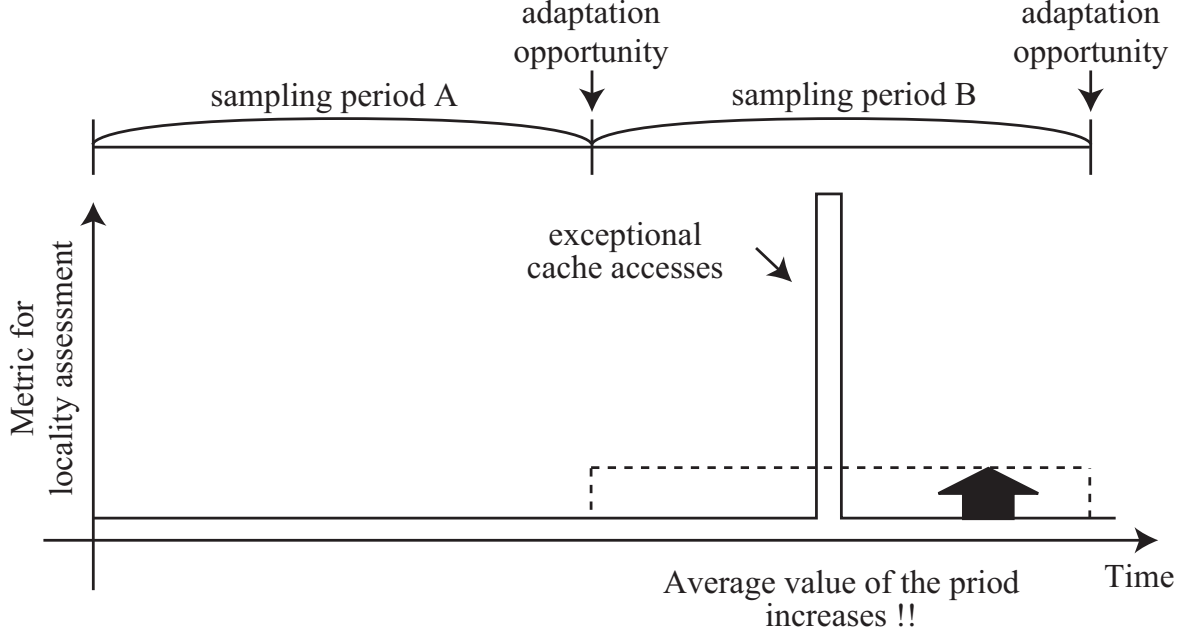 adaptation
opportunity
adaptation
opportunity
sampling period A
sampling period B
exceptional
cache accesses
Metric for
locality assessment
Time
Average value of the priod
increases !!